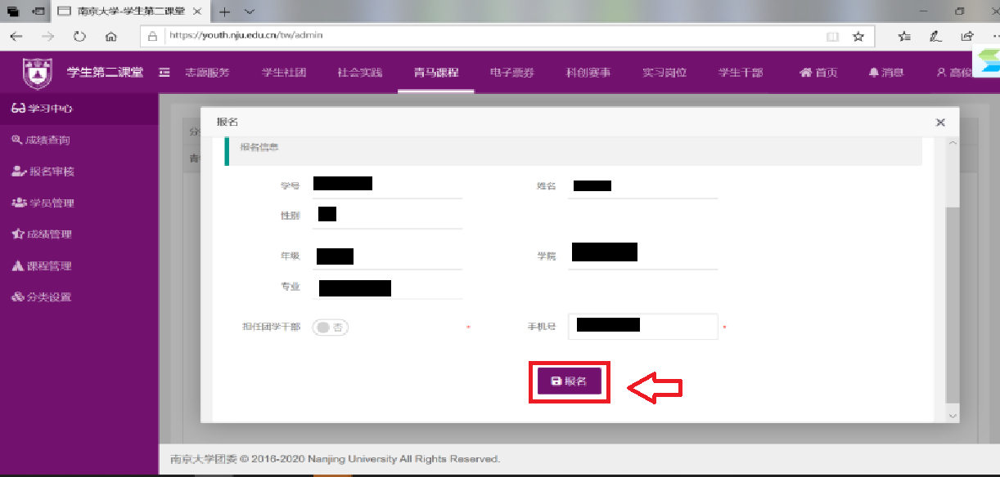 南京大学-学生第二课堂
https://youth.nju.edu.cn/tw/admin
学生第二课堂 志愿服务 学生社团 社会实践 青马课程 电子票券 科创赛事 实习岗位 学生干部 首页 消息
学习中心
成绩查询
报名审核
学员管理
成绩管理
课程管理
分类设置
报名
报名信息
学号 姓名
性别
年级 学院
专业
担任团学干部 否 * 手机号 *
报名
南京大学团委 © 2016-2020 Nanjing University All Rights Reserved.